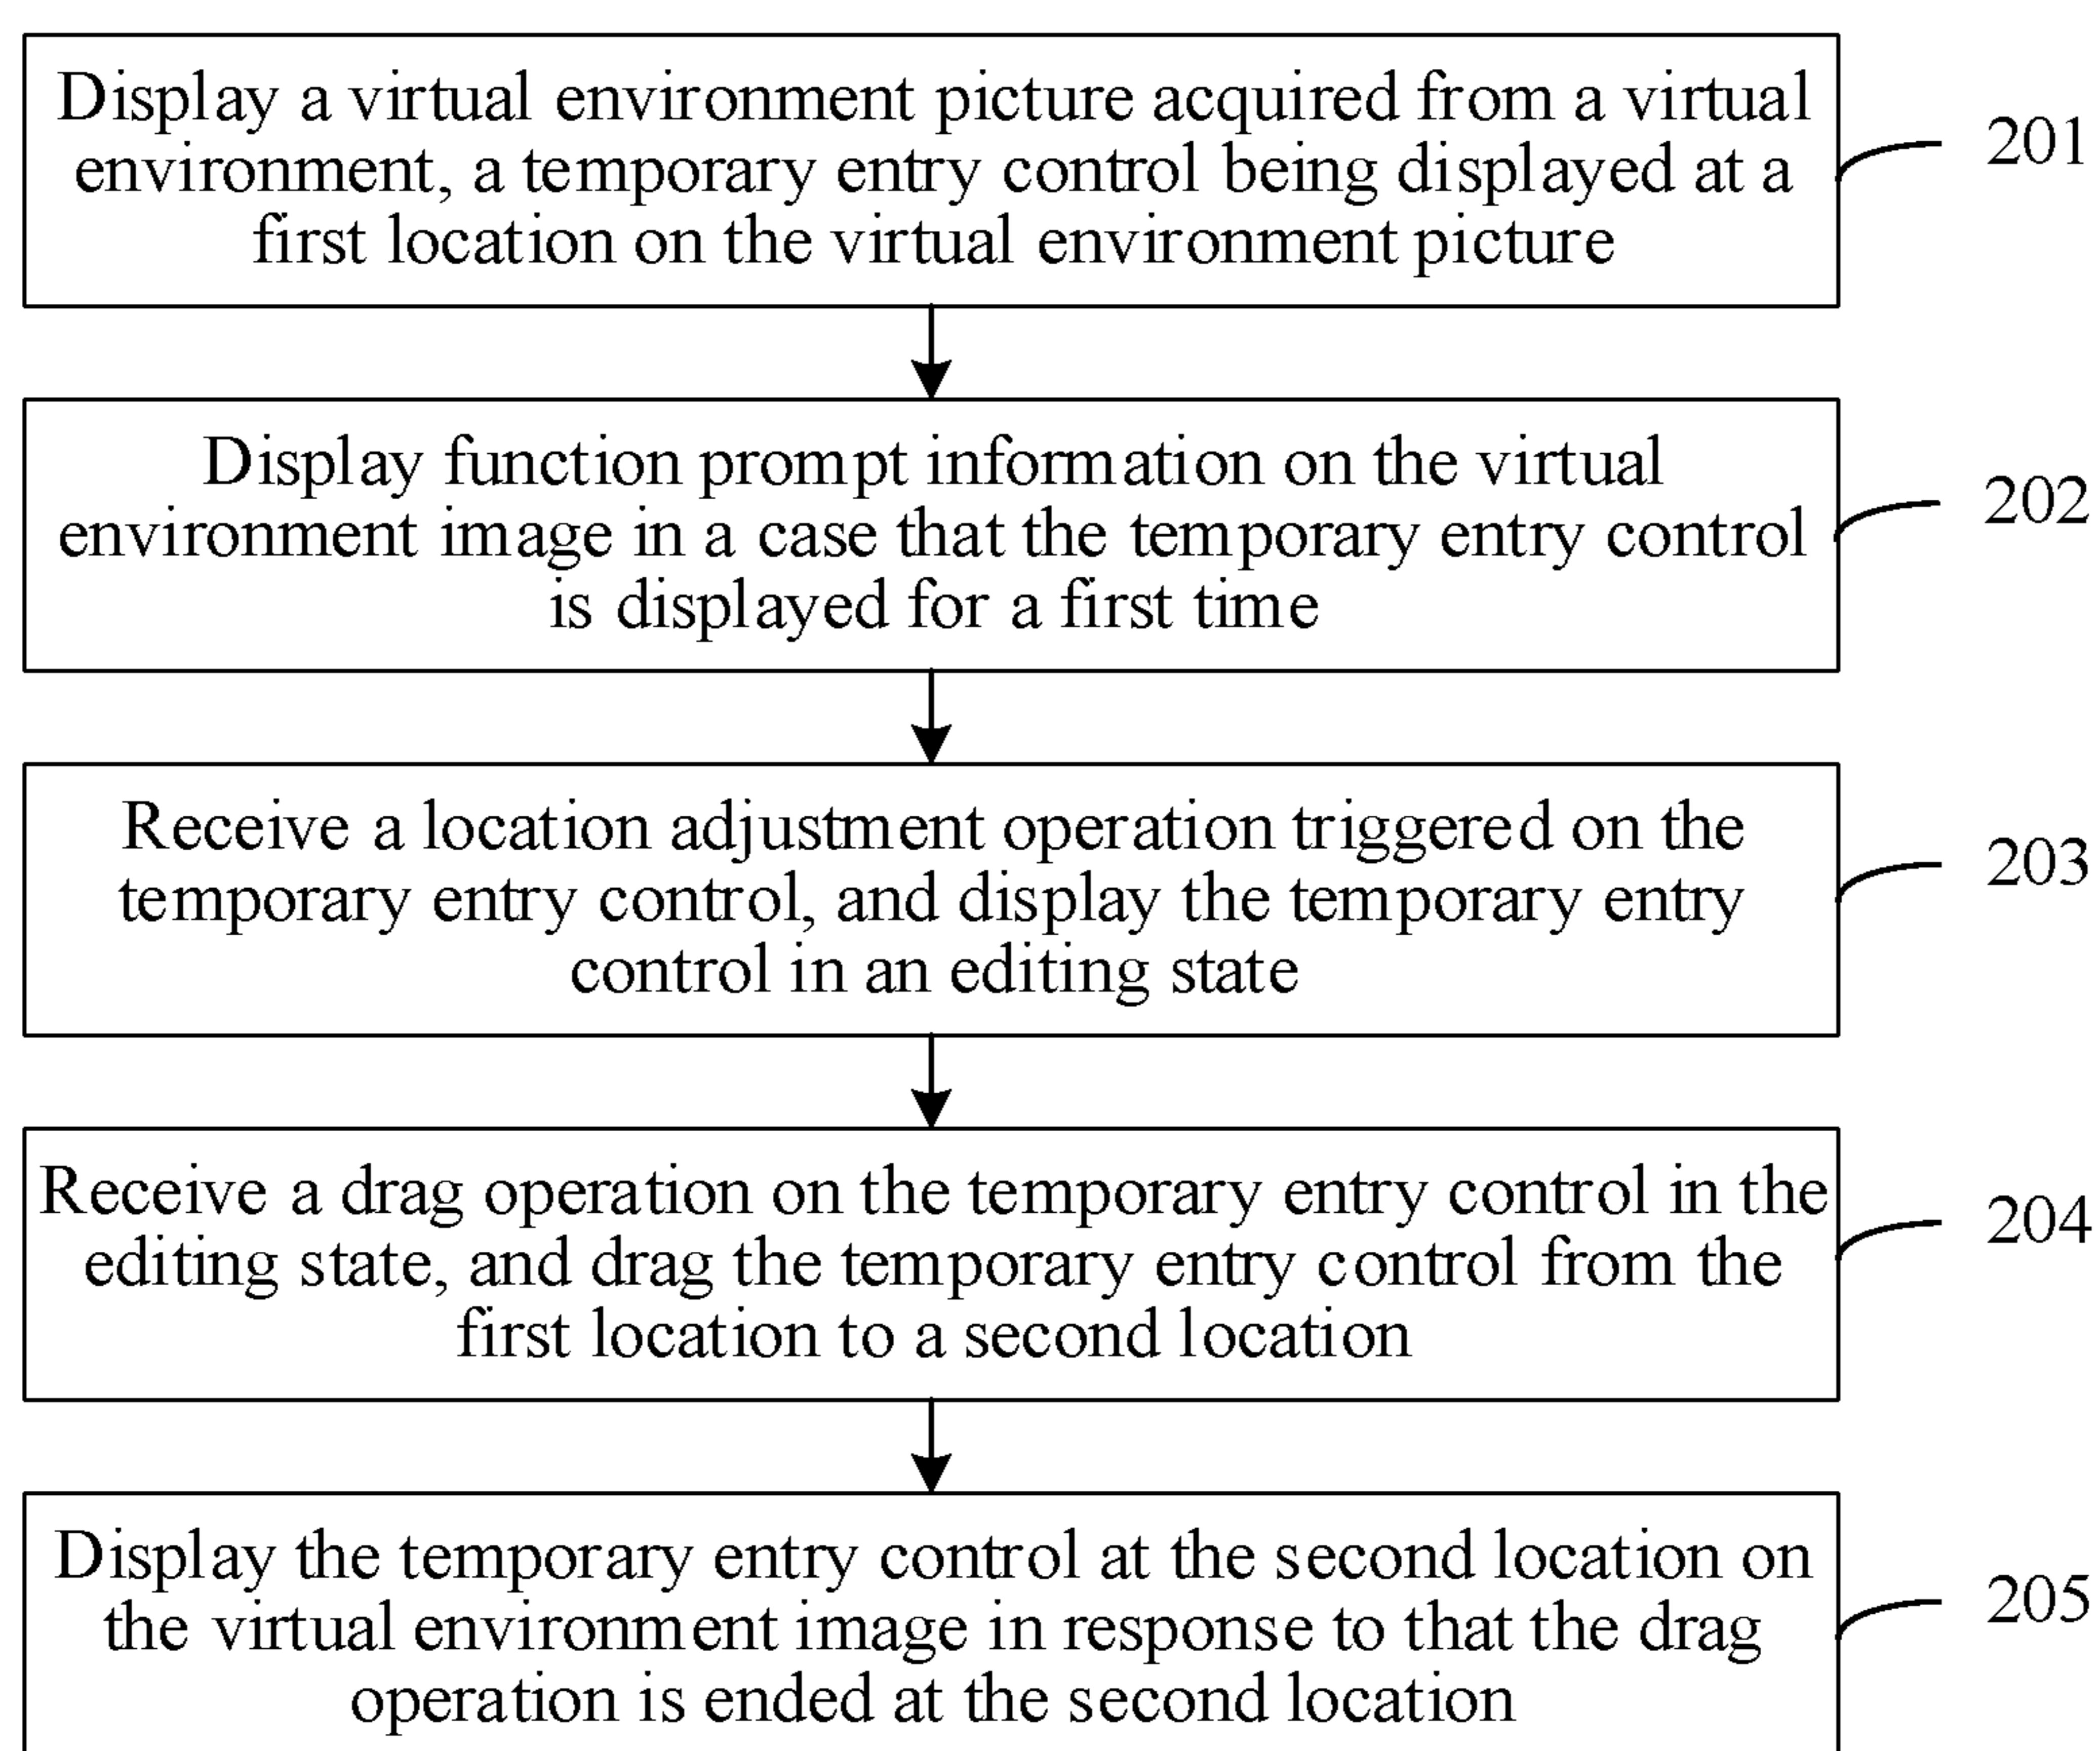 Display a virtual environment picture acquired from a virtual
environment, a temporary entry control being displayed at a
first location on the virtual environment picture
201
Display function prompt information on the virtual
environment image in a case that the temporary entry control
is displayed for a first time
202
Receive a location adjustment operation triggered on the
temporary entry control, and display the temporary entry
control in an editing state
203
Receive a drag operation on the temporary entry control in the
editing state, and drag the temporary entry control from the
first location to a second location
204
Display the temporary entry control at the second location on
the virtual environment image in response to that the drag
operation is ended at the second location
205